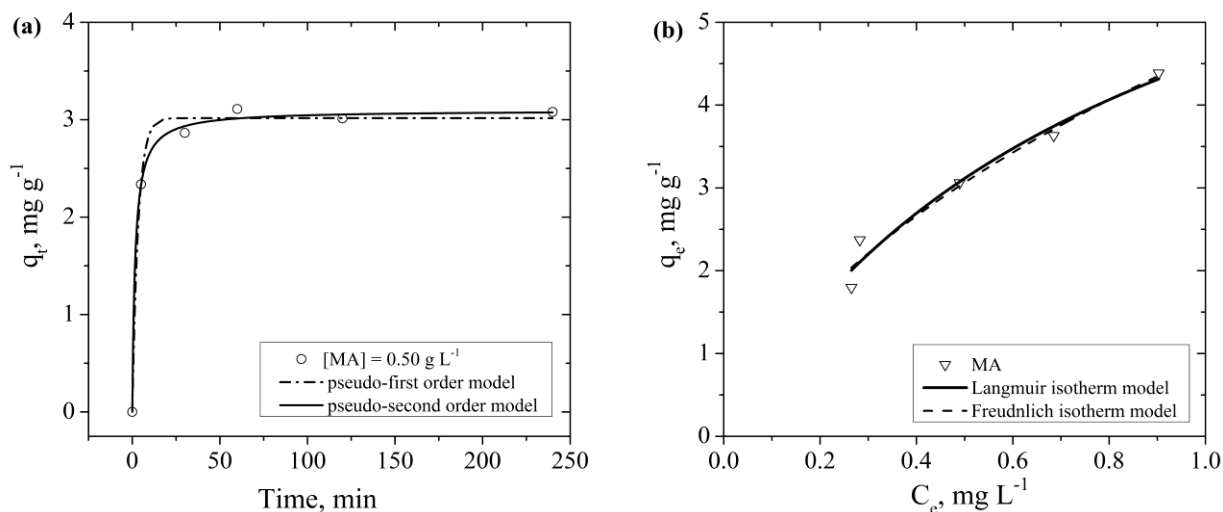 (a)
4
3
2
1
0
q_t, mg g^-1
0 50 100 150 200 250
Time, min
[MA] = 0.50 g L^-1
pseudo-first order model
pseudo-second order model
(b)
5
4
3
2
1
0
q_e, mg g^-1
0.0 0.2 0.4 0.6 0.8 1.0
C_e, mg L^-1
MA
Langmuir isotherm model
Freudnlich isotherm model